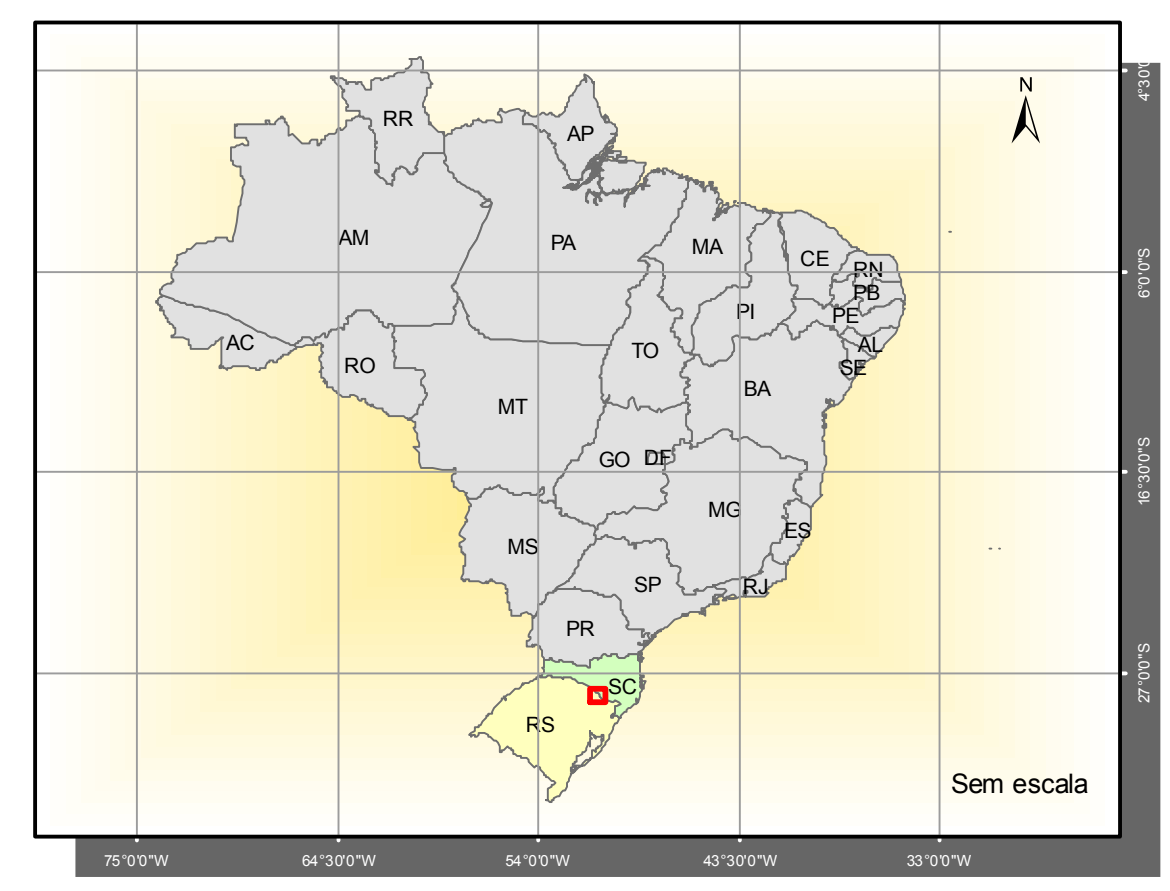 N
4°30'0
RR
AP
AM
PA
MA
CE
RN
6°0'0"S
PB
PI
PE
AC
AL
TO
RO
SE
BA
MT
GO
DF
16°30'0"S
MG
ES
MS
SP
RJ
PR
SC
27°0'0"S
RS
Sem escala
75°0'0"W
64°30'0"W
54°0'0"W
43°30'0"W
33°0'0"W